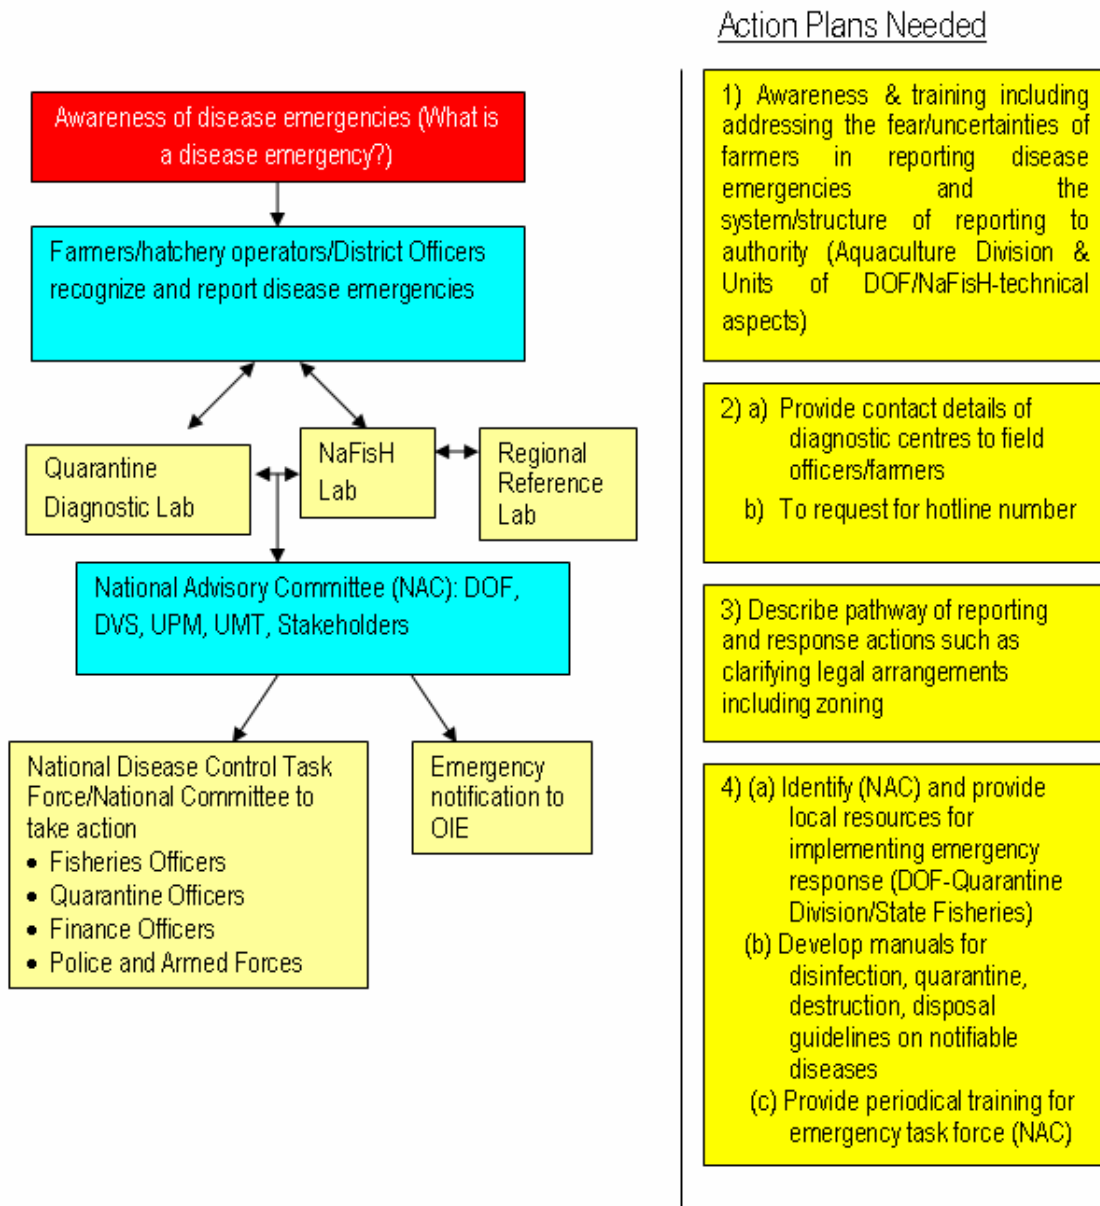 Action Plans Needed
Awareness of disease emergencies (What is
a disease emergency?)
Farmers/hatchery operators/District Officers
recognize and report disease emergencies
Quarantine
Diagnostic Lab
NaFisH
Lab
Regional
Reference
Lab
National Advisory Committee (NAC): DOF,
DVS, UPM, UMT, Stakeholders
National Disease Control Task
Force/National Committee to
take action
• Fisheries Officers
• Quarantine Officers
• Finance Officers
• Police and Armed Forces
Emergency
notification to
OIE
1) Awareness & training including
addressing the fear/uncertainties of
farmers in reporting disease
emergencies and the
system/structure of reporting to
authority (Aquaculture Division &
Units of DOF/NaFisH-technical
aspects)
2) a) Provide contact details of
diagnostic centres to field
officers/farmers
b) To request for hotline number
3) Describe pathway of reporting
and response actions such as
clarifying legal arrangements
including zoning
4) (a) Identify (NAC) and provide
local resources for
implementing emergency
response (DOF-Quarantine
Division/State Fisheries)
(b) Develop manuals for
disinfection, quarantine,
destruction, disposal
guidelines on notifiable
diseases
(c) Provide periodical training for
emergency task force (NAC)